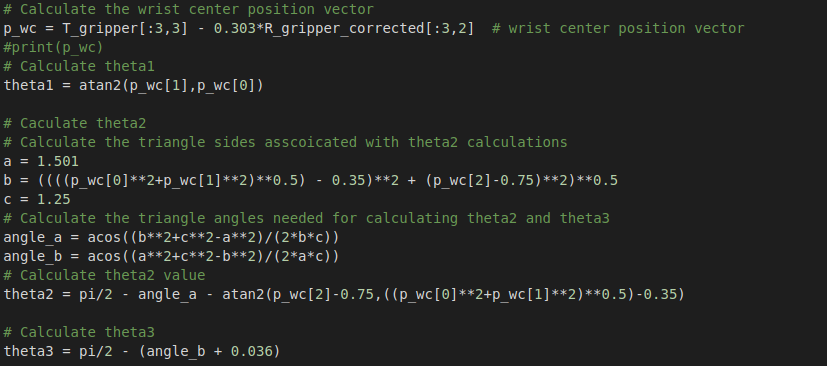 # Calculate the wrist center position vector
p_wc = T_gripper[:3,3] - 0.303*R_gripper_corrected[:3,2]  # wrist center position vector
#print(p_wc)
# Calculate theta1
theta1 = atan2(p_wc[1],p_wc[0])
# Caculate theta2
# Calculate the triangle sides asscoicated with theta2 calculations
a = 1.501
b = ((((p_wc[0]**2+p_wc[1]**2)**0.5) - 0.35)**2 + (p_wc[2]-0.75)**2)**0.5
c = 1.25
# Calculate the triangle angles needed for calculating theta2 and theta3
angle_a = acos((b**2+c**2-a**2)/(2*b*c))
angle_b = acos((a**2+c**2-b**2)/(2*a*c))
# Calculate theta2 value
theta2 = pi/2 - angle_a - atan2(p_wc[2]-0.75,((p_wc[0]**2+p_wc[1]**2)**0.5)-0.35)
# Calculate theta3
theta3 = pi/2 - (angle_b + 0.036)